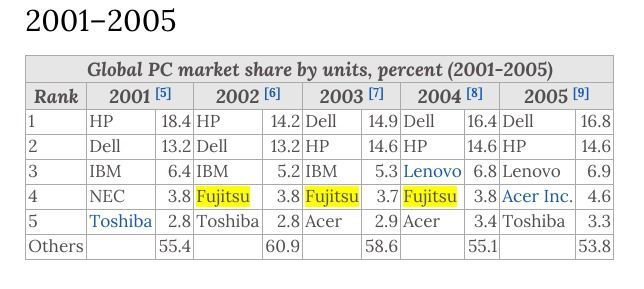 2001–2005
Global PC market share by units, percent (2001–2005)
Rank 2001 [5] 2002 [6] 2003 [7] 2004 [8] 2005 [9]
1 HP 18.4 HP 14.2 Dell 14.9 Dell 16.4 Dell 16.8
2 Dell 13.2 Dell 13.2 HP 14.6 HP 14.6 HP 14.6
3 IBM 6.4 IBM 5.2 IBM 5.3 Lenovo 6.8 Lenovo 6.9
4 NEC 3.8 Fujitsu 3.8 Fujitsu 3.7 Fujitsu 3.8 Acer Inc. 4.6
5 Toshiba 2.8 Toshiba 2.8 Acer 2.9 Acer 3.4 Toshiba 3.3
Others 55.4 60.9 58.6 55.1 53.8